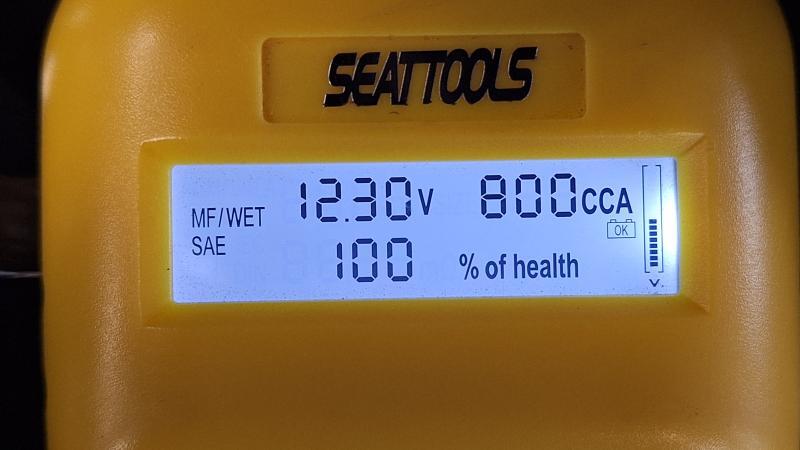 SEATTOOLS
MF/WET 12.30V 800CCA
SAE OK
100 % of health
V